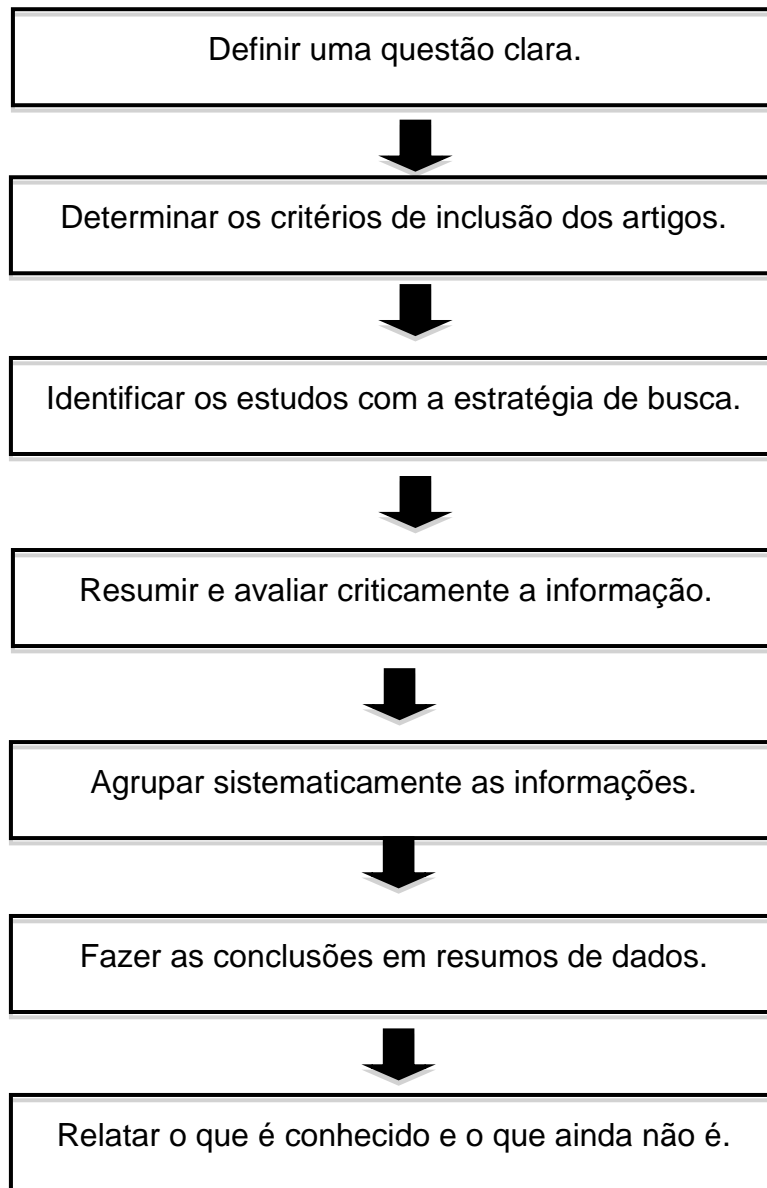 Definir uma questão clara.
Determinar os critérios de inclusão dos artigos.
Identificar os estudos com a estratégia de busca.
Resumir e avaliar criticamente a informação.
Agrupar sistematicamente as informações.
Fazer as conclusões em resumos de dados.
Relatar o que é conhecido e o que ainda não é.